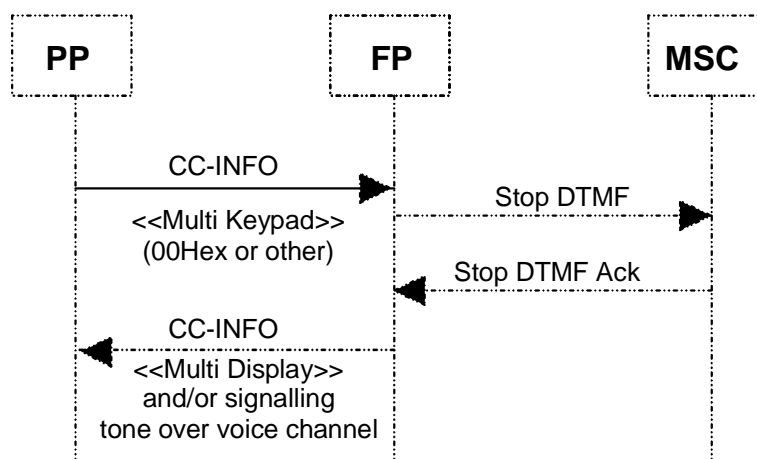 PP
FP
MSC
CC-INFO
<<Multi Keypad>>
(00Hex or other)
Stop DTMF
Stop DTMF Ack
CC-INFO
<<Multi Display>>
and/or signalling
tone over voice channel